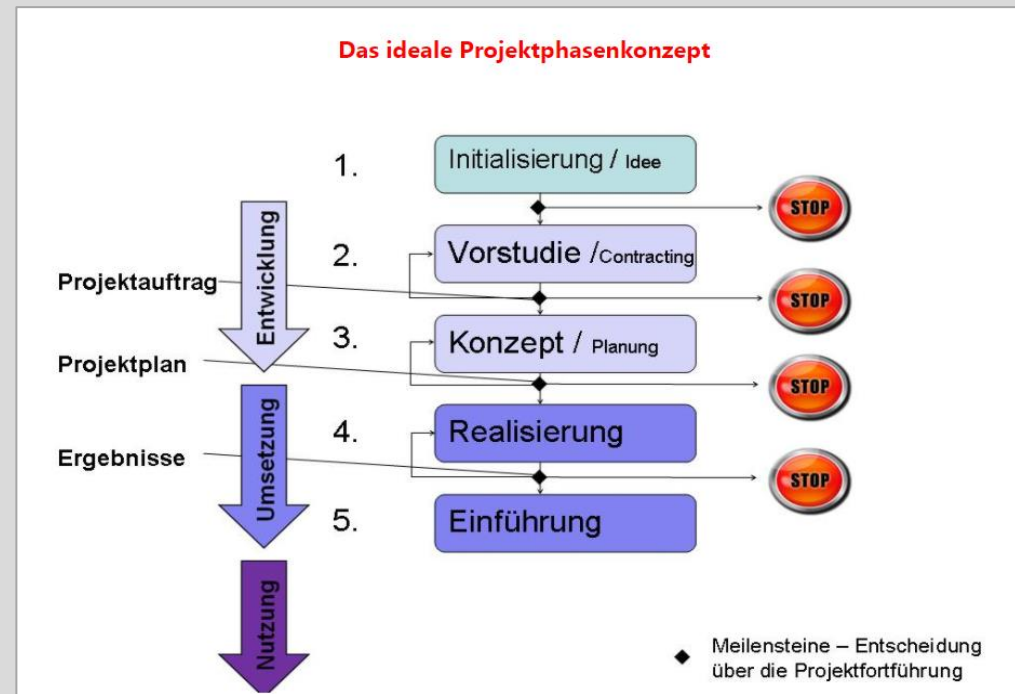 Das ideale Projektphasenkonzept
1.
Initialisierung / Idee
STOP
Entwicklung
2.
Vorstudie /Contracting
Projektauftrag
STOP
3.
Konzept / Planung
Projektplan
STOP
Umsetzung
4.
Realisierung
Ergebnisse
STOP
5.
Einführung
Nutzung
Meilensteine – Entscheidung
über die Projektfortführung